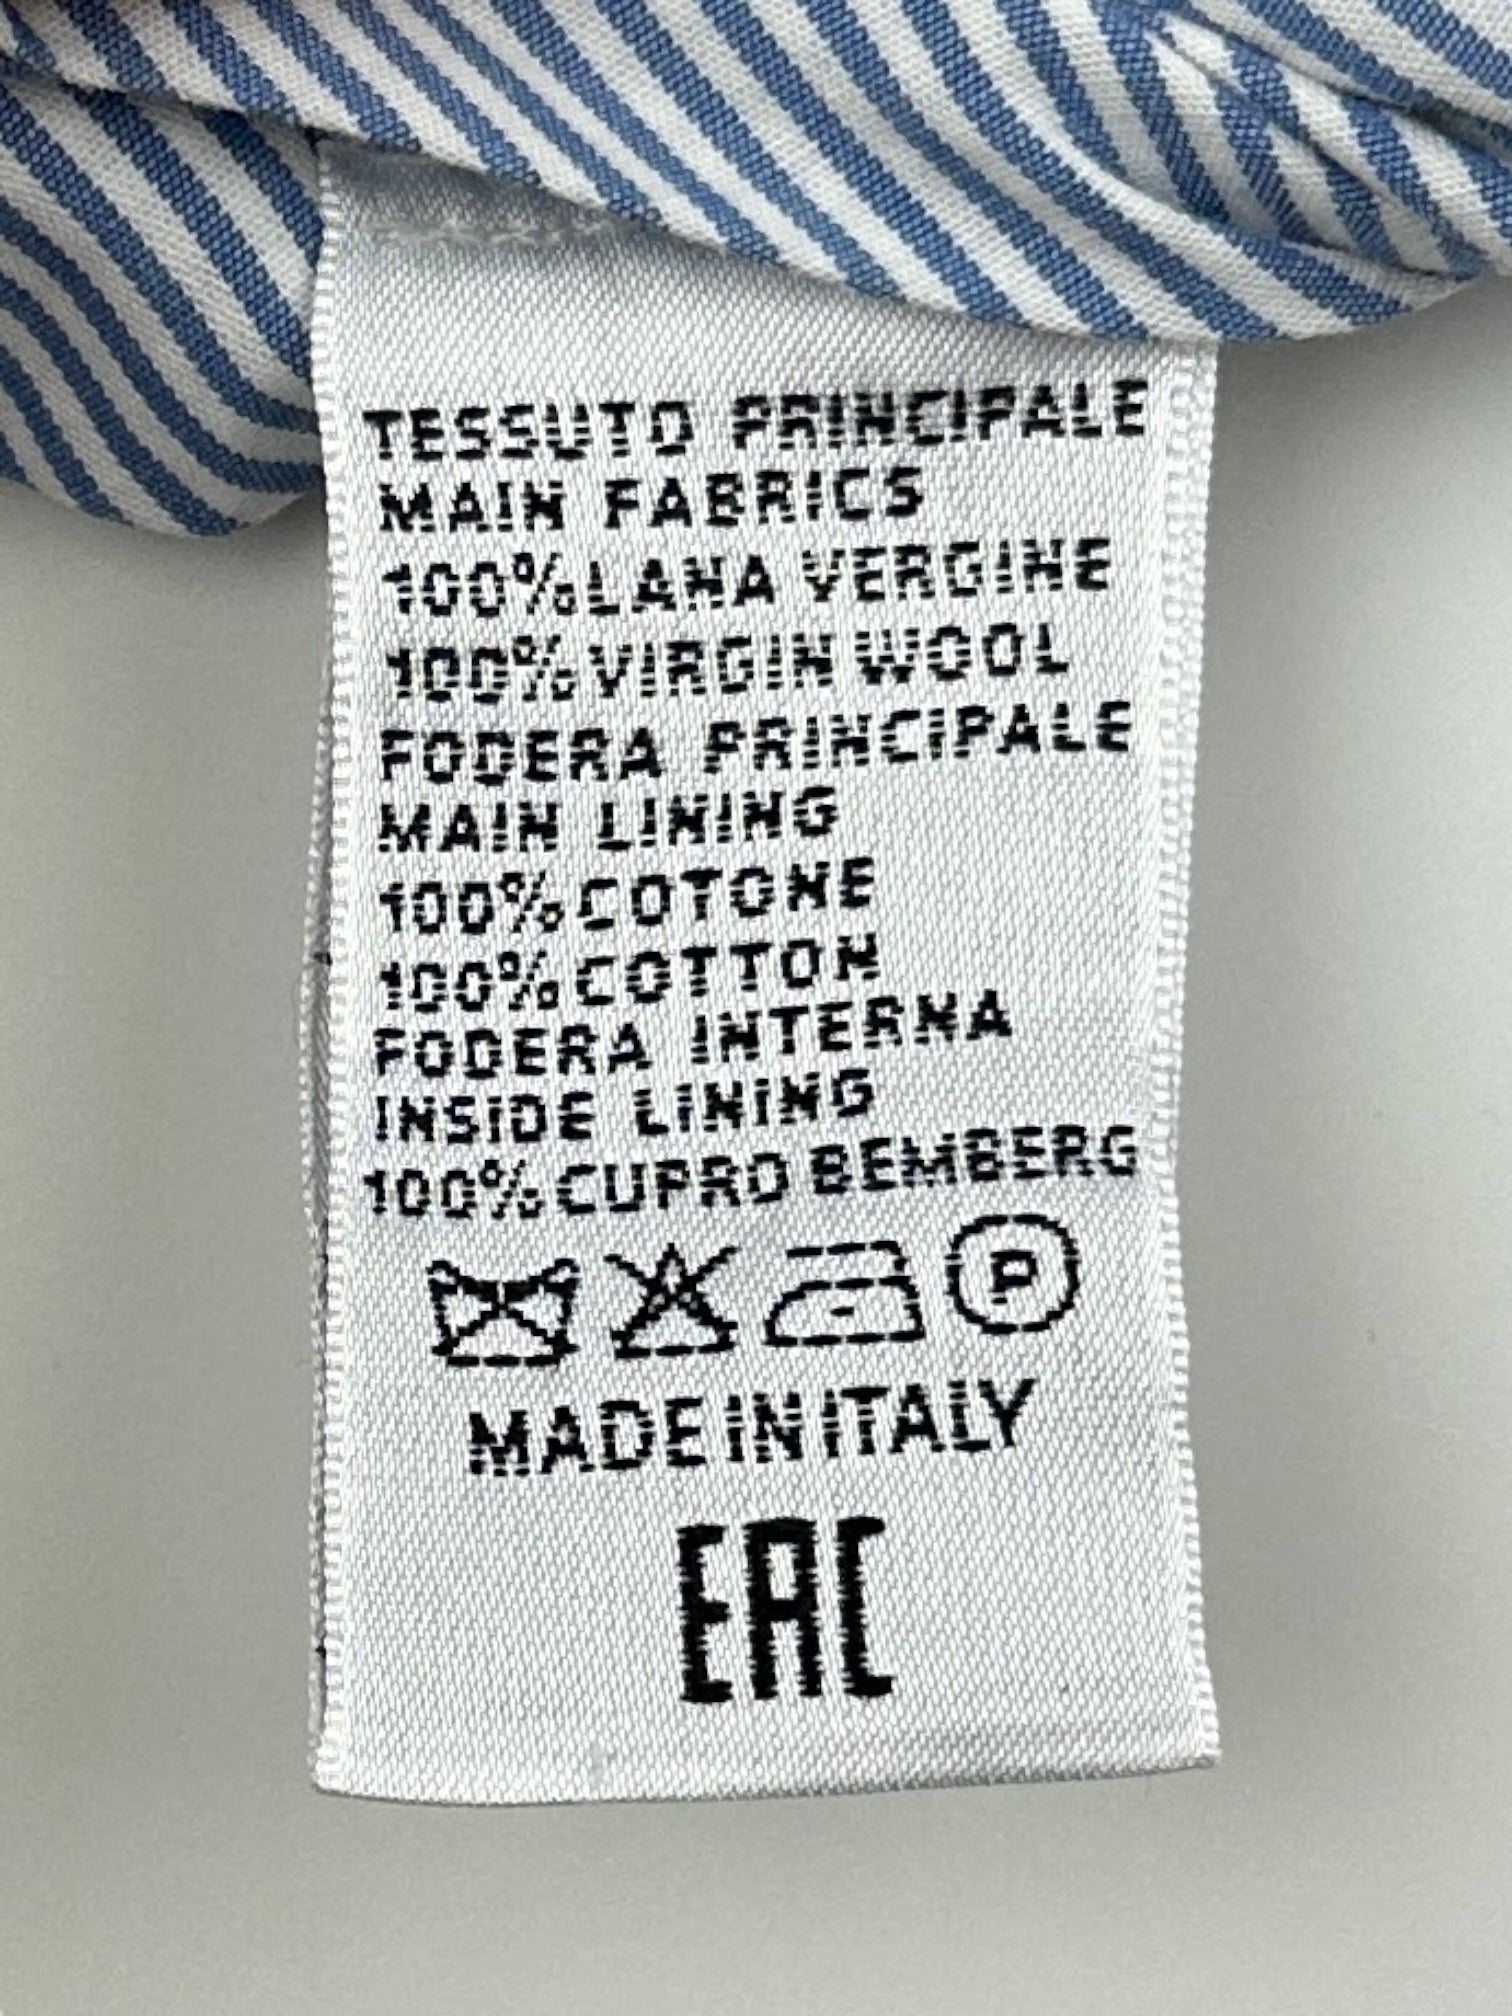 TESSUTO PRINCIPALE
MAIN FABRICS
100% LANA VERGINE
100% VIRGIN WOOL
FODERA PRINCIPALE
MAIN LINING
100% COTONE
100% COTTON
FODERA INTERNA
INSIDE LINING
100% CUPRO BEMBERG
P
MADE IN ITALY
EAC